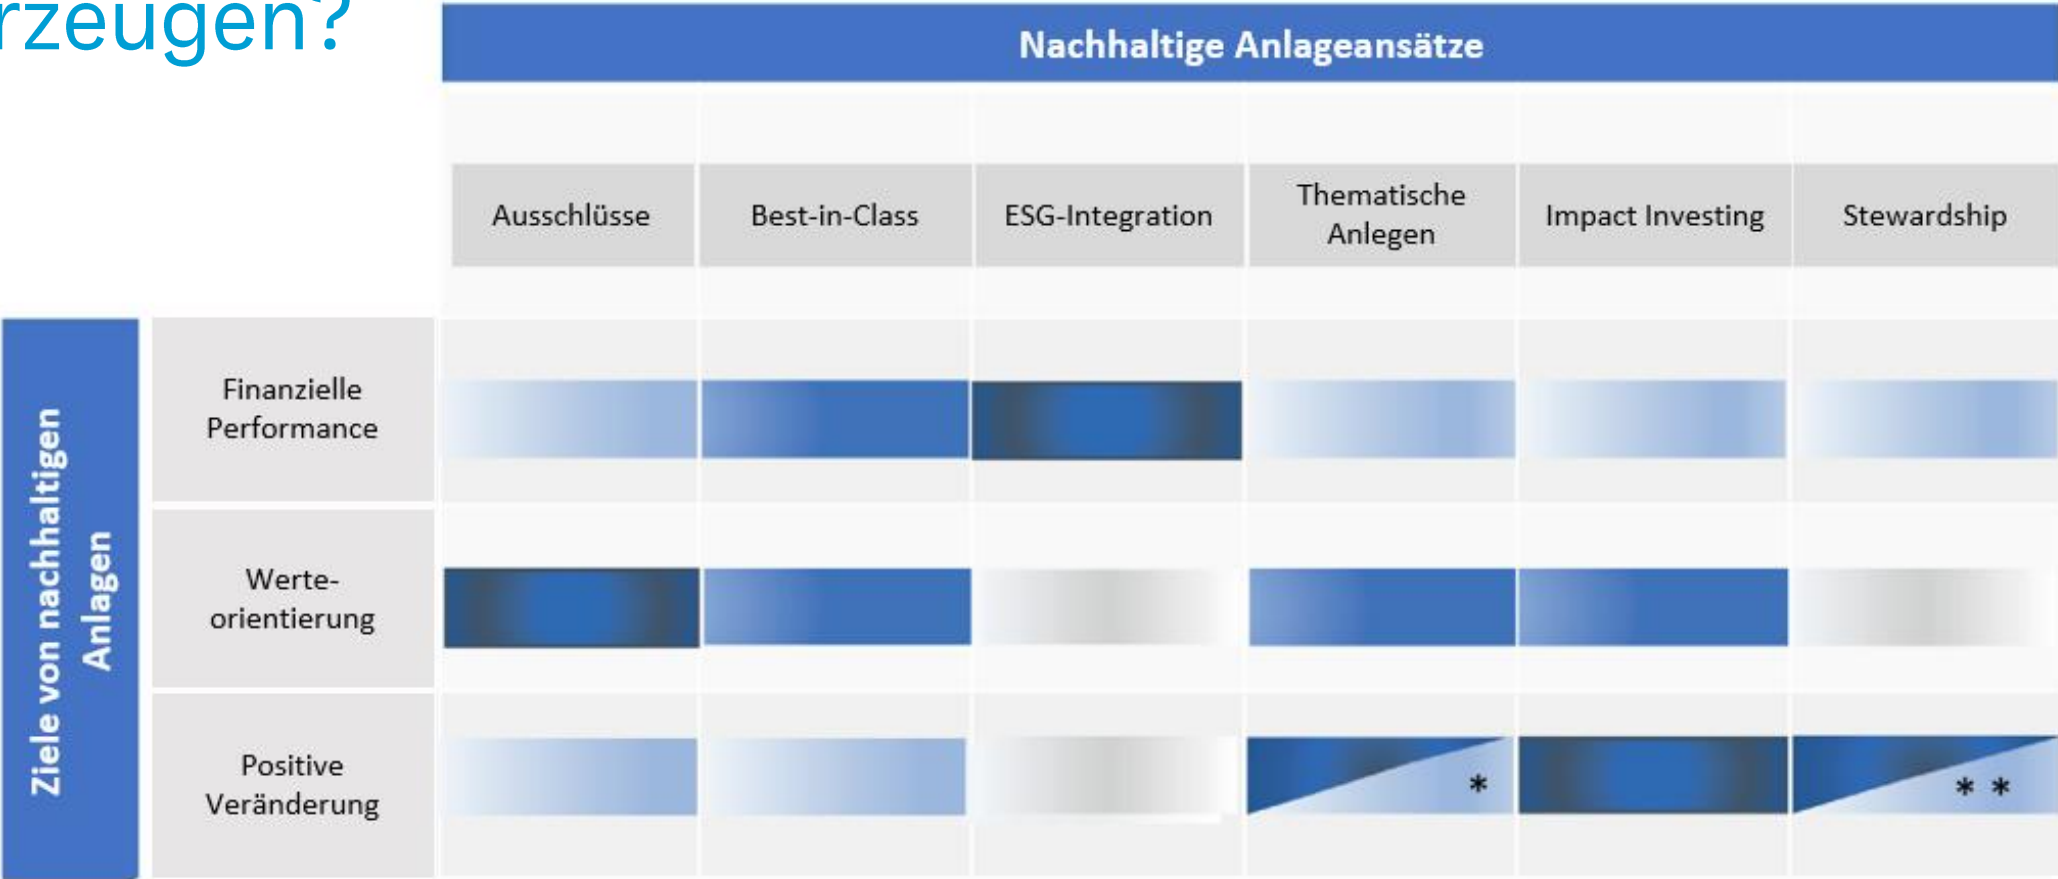 rzeugen?
Nachhaltige Anlageansätze
Ausschlüsse
Best-in-Class
ESG-Integration
Thematische
Anlegen
Impact Investing
Stewardship
Ziele von nachhaltigen
Anlagen
Finanzielle
Performance
Werte-
orientierung
Positive
Veränderung
*
* *